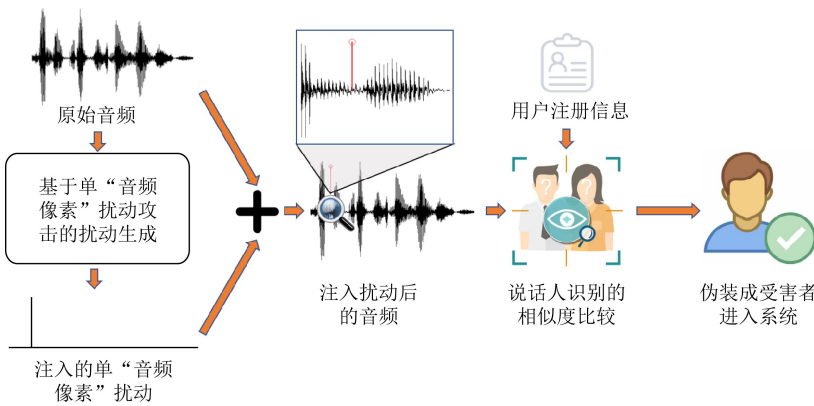 原始音频
基于单“音频
像素”扰动攻
击的扰动生成
注入的单“音频
像素”扰动
注入扰动后
的音频
用户注册信息
说话人识别的
相似度比较
伪装成受害者
进入系统